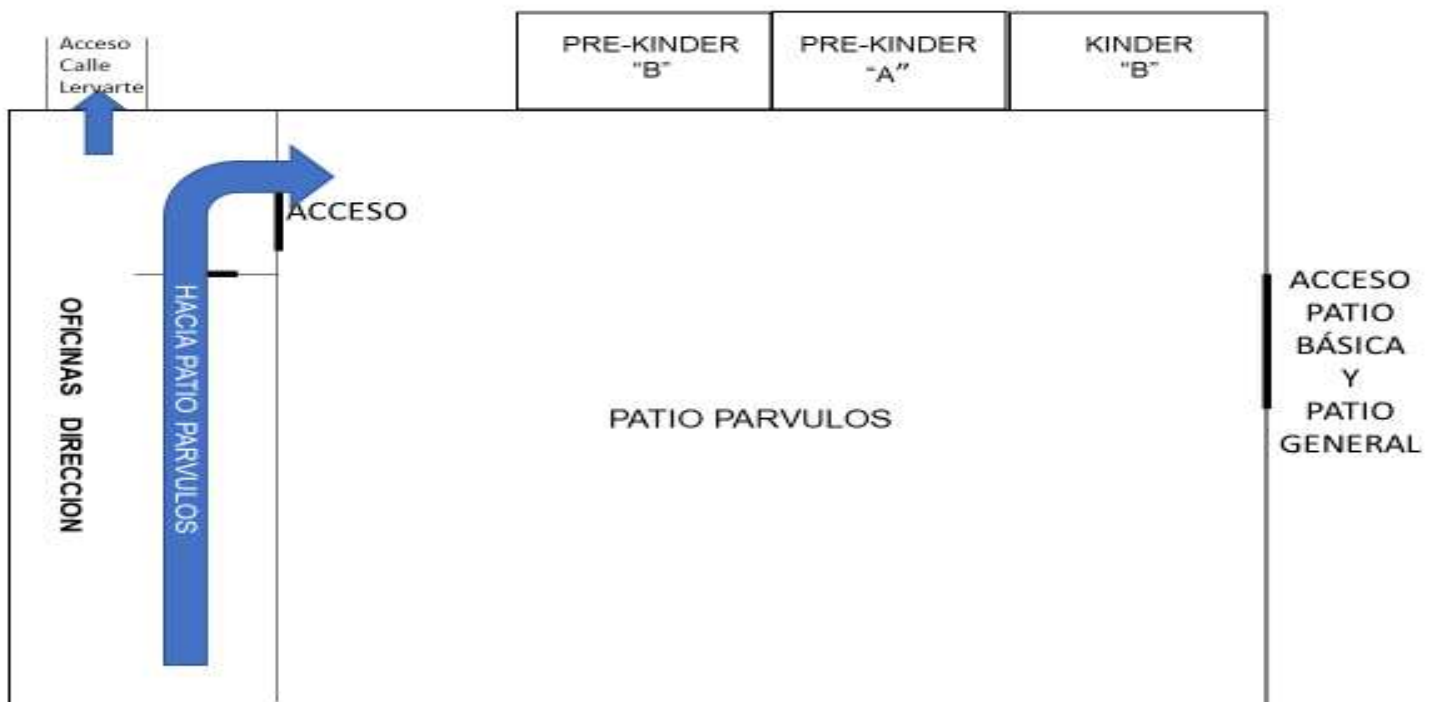 Acceso
Calle
Lervarte
PRE-KINDER
"B"
PRE-KINDER
"A"
KINDER
"B"
ACCESO
HACIA PATIO PARVULOS
OFICINAS DIRECCION
PATIO PARVULOS
ACCESO
PATIO
BÁSICA
Y
PATIO
GENERAL